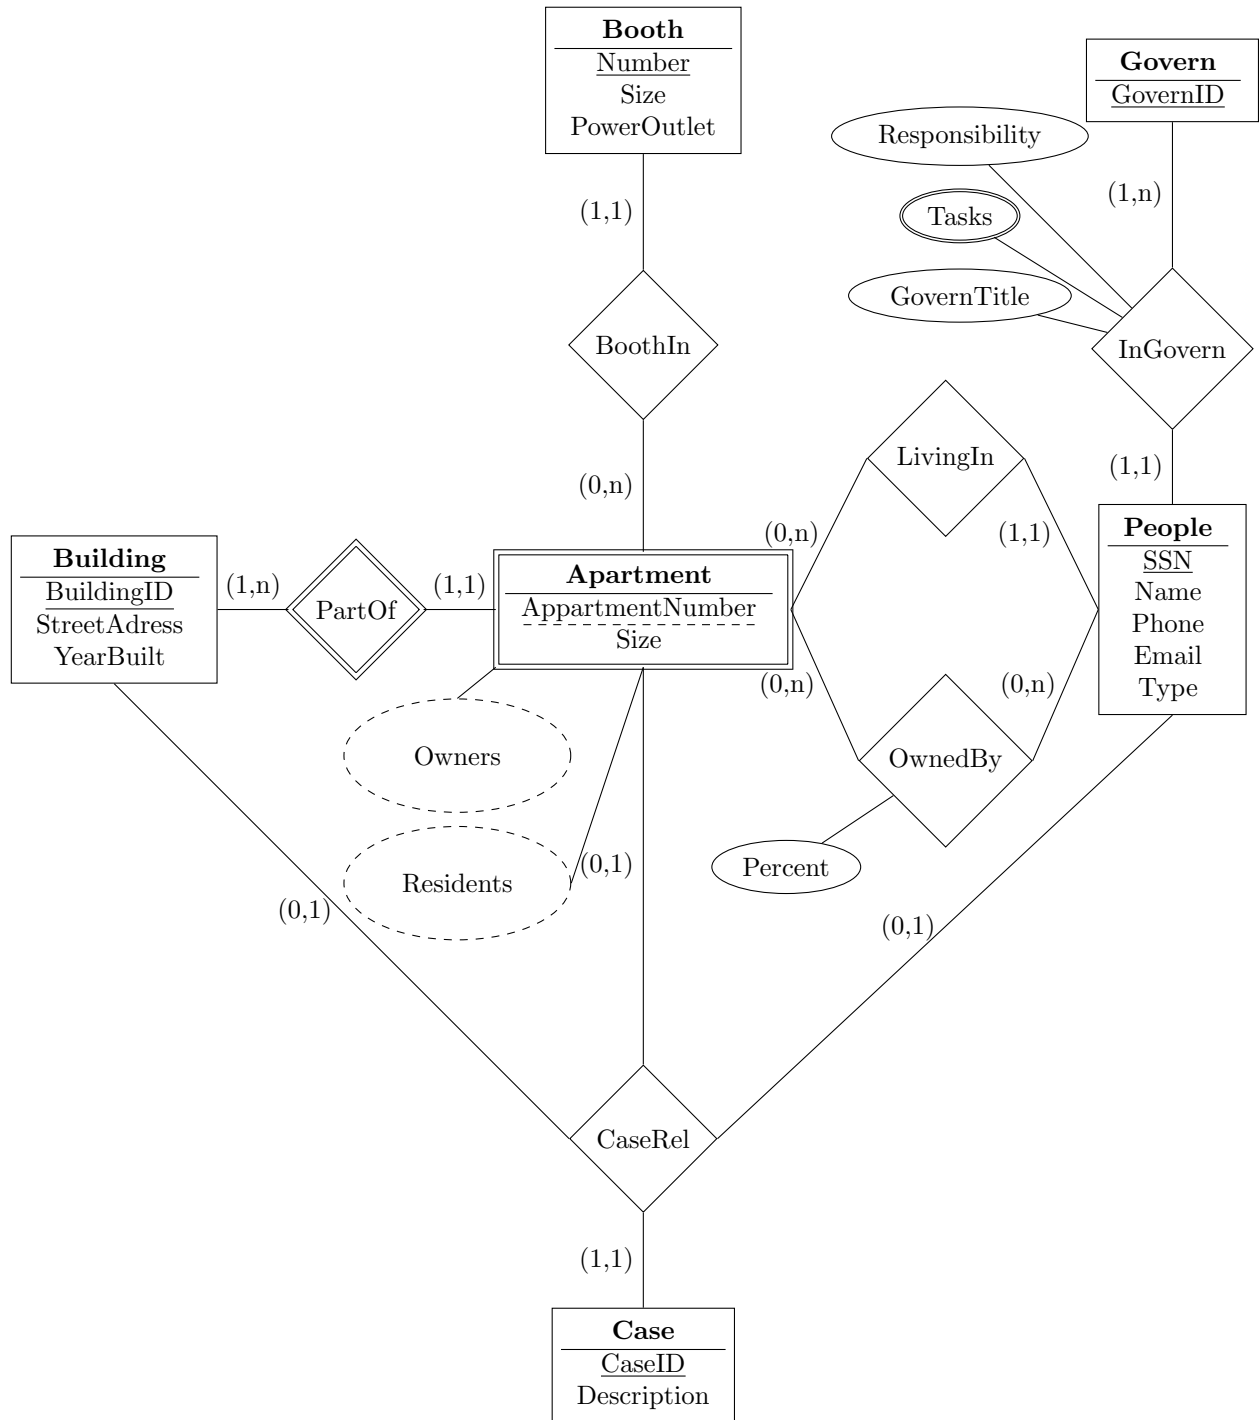 Booth
Number
Size
PowerOutlet
Govern
GovernID
Responsibility
(1,n)
(1,1)
Tasks
GovernTitle
BoothIn
InGovern
LivingIn
(1,1)
(0,n)
(0,n)
(1,1)
People
SSN
Name
Phone
Email
Type
Building
BuildingID
StreetAdress
YearBuilt
(1,n)
PartOf
(1,1)
Apartment
AppartmentNumber
Size
(0,n)
(0,n)
Owners
OwnedBy
Percent
Residents
(0,1)
(0,1)
(0,1)
CaseRel
(1,1)
Case
CaseID
Description